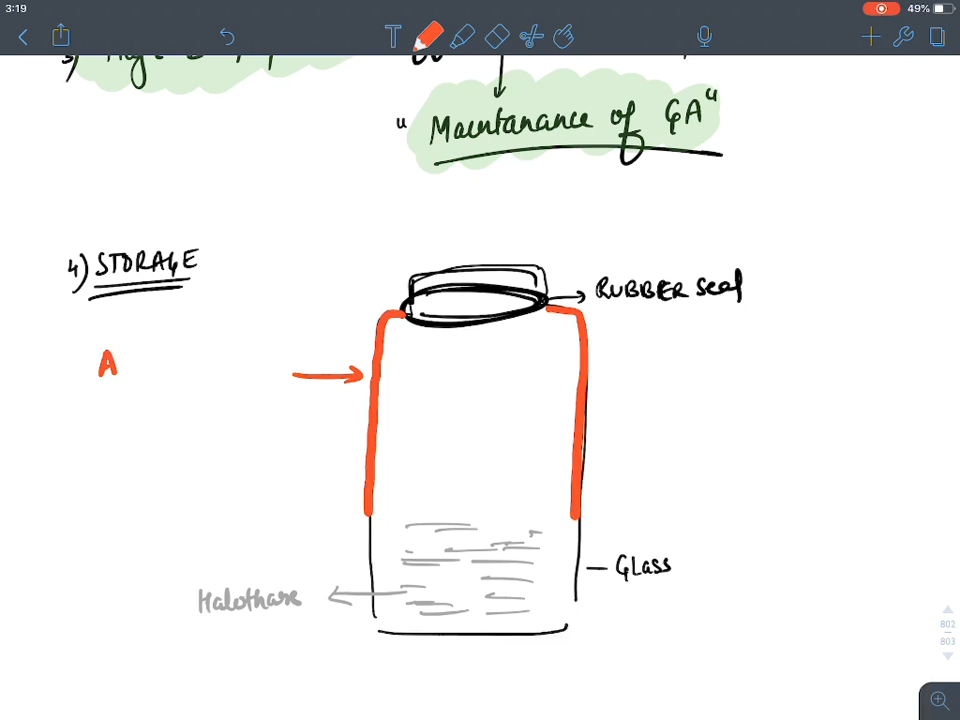 3:19
49%
T
"Maintanance of GA"
4) STORAGE
RUBBER seal
A
Glass
Halothane
802
803